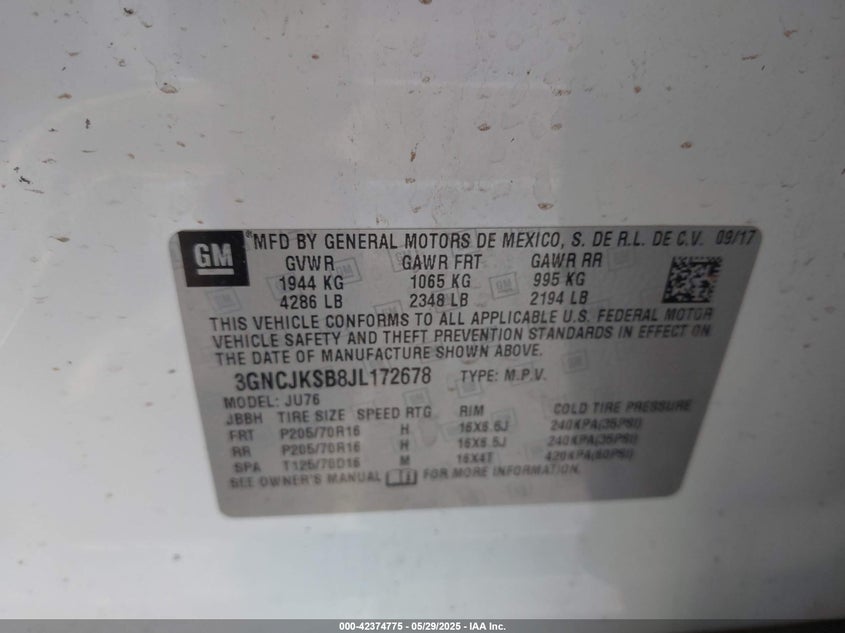 GM
MFD BY GENERAL MOTORS DE MEXICO, S. DE R.L. DE C.V. 09/17
GVWR GAWR FRT GAWR RR
1944 KG 1065 KG 995 KG
4286 LB 2348 LB 2194 LB
THIS VEHICLE CONFORMS TO ALL APPLICABLE U.S. FEDERAL MOTOR
VEHICLE SAFETY AND THEFT PREVENTION STANDARDS IN EFFECT ON
THE DATE OF MANUFACTURE SHOWN ABOVE.
3GNCJKSB8JL172678 TYPE: M.P.V.
MODEL: JU76
JBBH TIRE SIZE SPEED RTG RIM COLD TIRE PRESSURE
FRT P205/70R16 H 16X6.5J 240KPA(35PSI)
RR P205/70R16 H 16X6.5J 240KPA(35PSI)
SPA T125/70D16 M 16X4T 420KPA(60PSI)
SEE OWNER'S MANUAL FOR MORE INFORMATION.
000-42374775 - 05/29/2025 - IAA Inc.